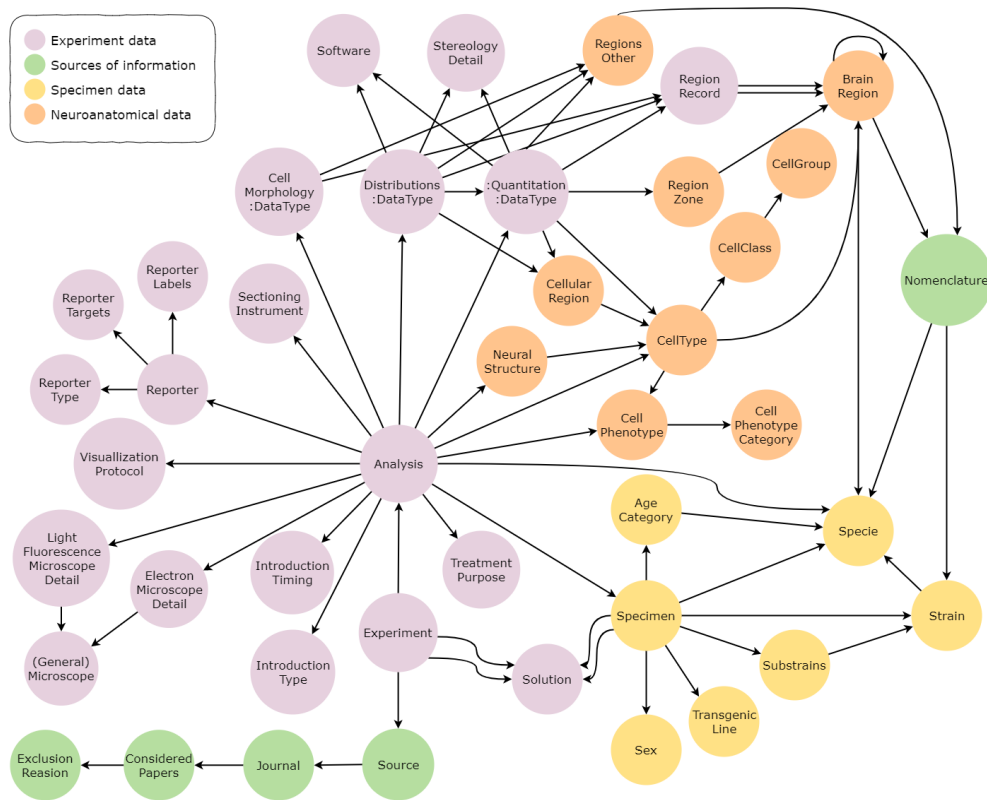 Experiment data
Sources of information
Specimen data
Neuroanatomical data
Software
Stereology
Detail
Regions
Other
Region
Record
Brain
Region
Cell
Morphology
:DataType
Distributions
:DataType
:Quantitation
:DataType
Region
Zone
CellGroup
CellClass
Nomenclature
Reporter
Labels
Reporter
Targets
Sectioning
Instrument
Cellular
Region
CellType
Neural
Structure
Reporter
Type
Reporter
Cell
Phenotype
Cell
Phenotype
Category
Visuallization
Protocol
Analysis
Age
Category
Specie
Light
Fluorescence
Microscope
Detail
Electron
Microscope
Detail
Introduction
Timing
Treatment
Purpose
Specimen
Strain
(General)
Microscope
Introduction
Type
Experiment
Solution
Substrains
Transgenic
Line
Sex
Exclusion
Reasion
Considered
Papers
Journal
Source